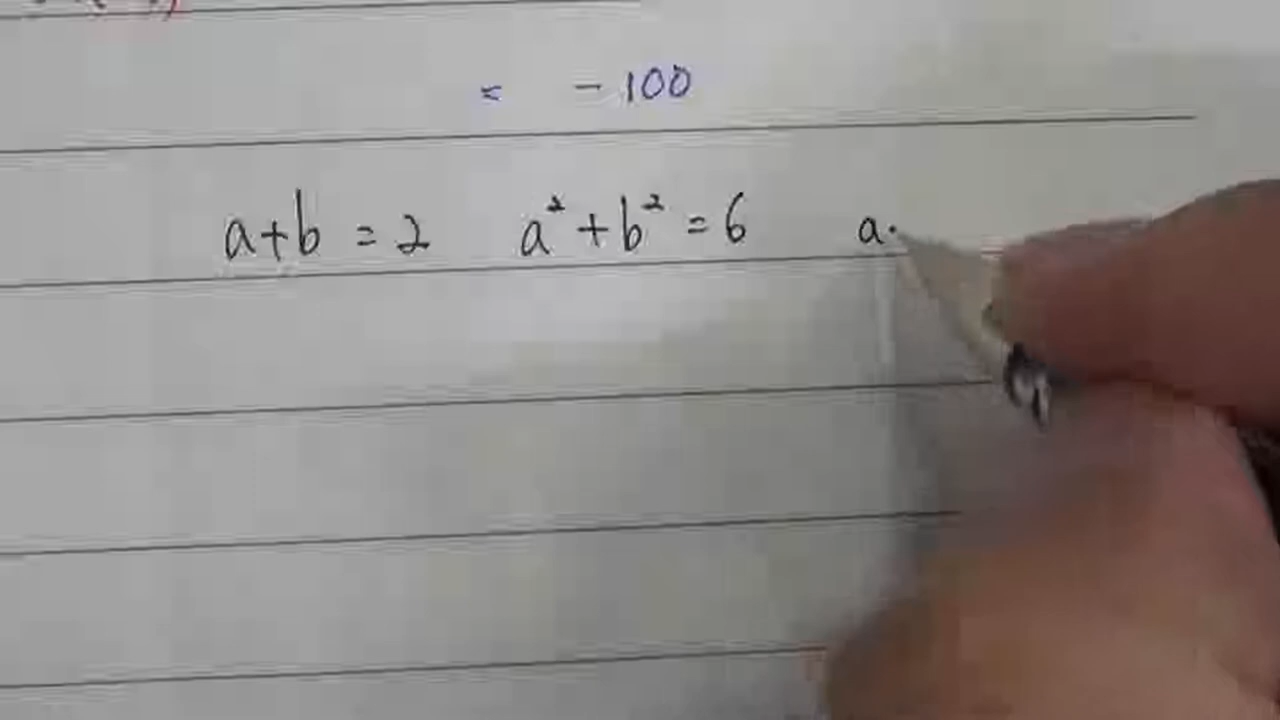 = - 100
a+b = 2 a² + b² = 6 a